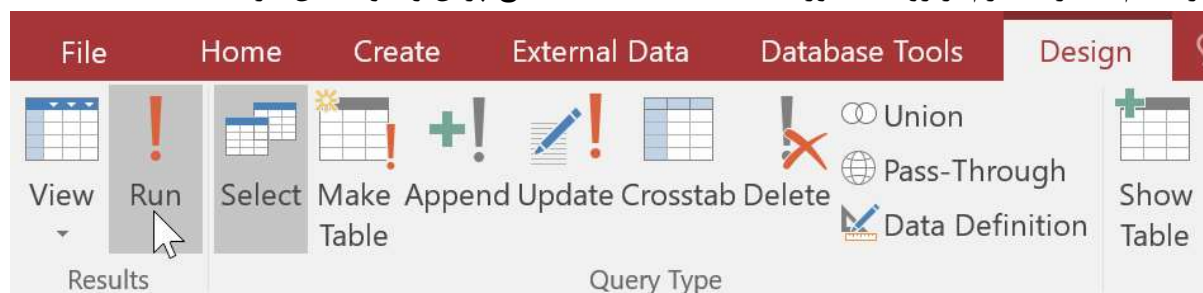 File Home Create External Data Database Tools Design
View Run Select Make Table Append Update Crosstab Delete Union Pass-Through Data Definition Show Table
Results Query Type